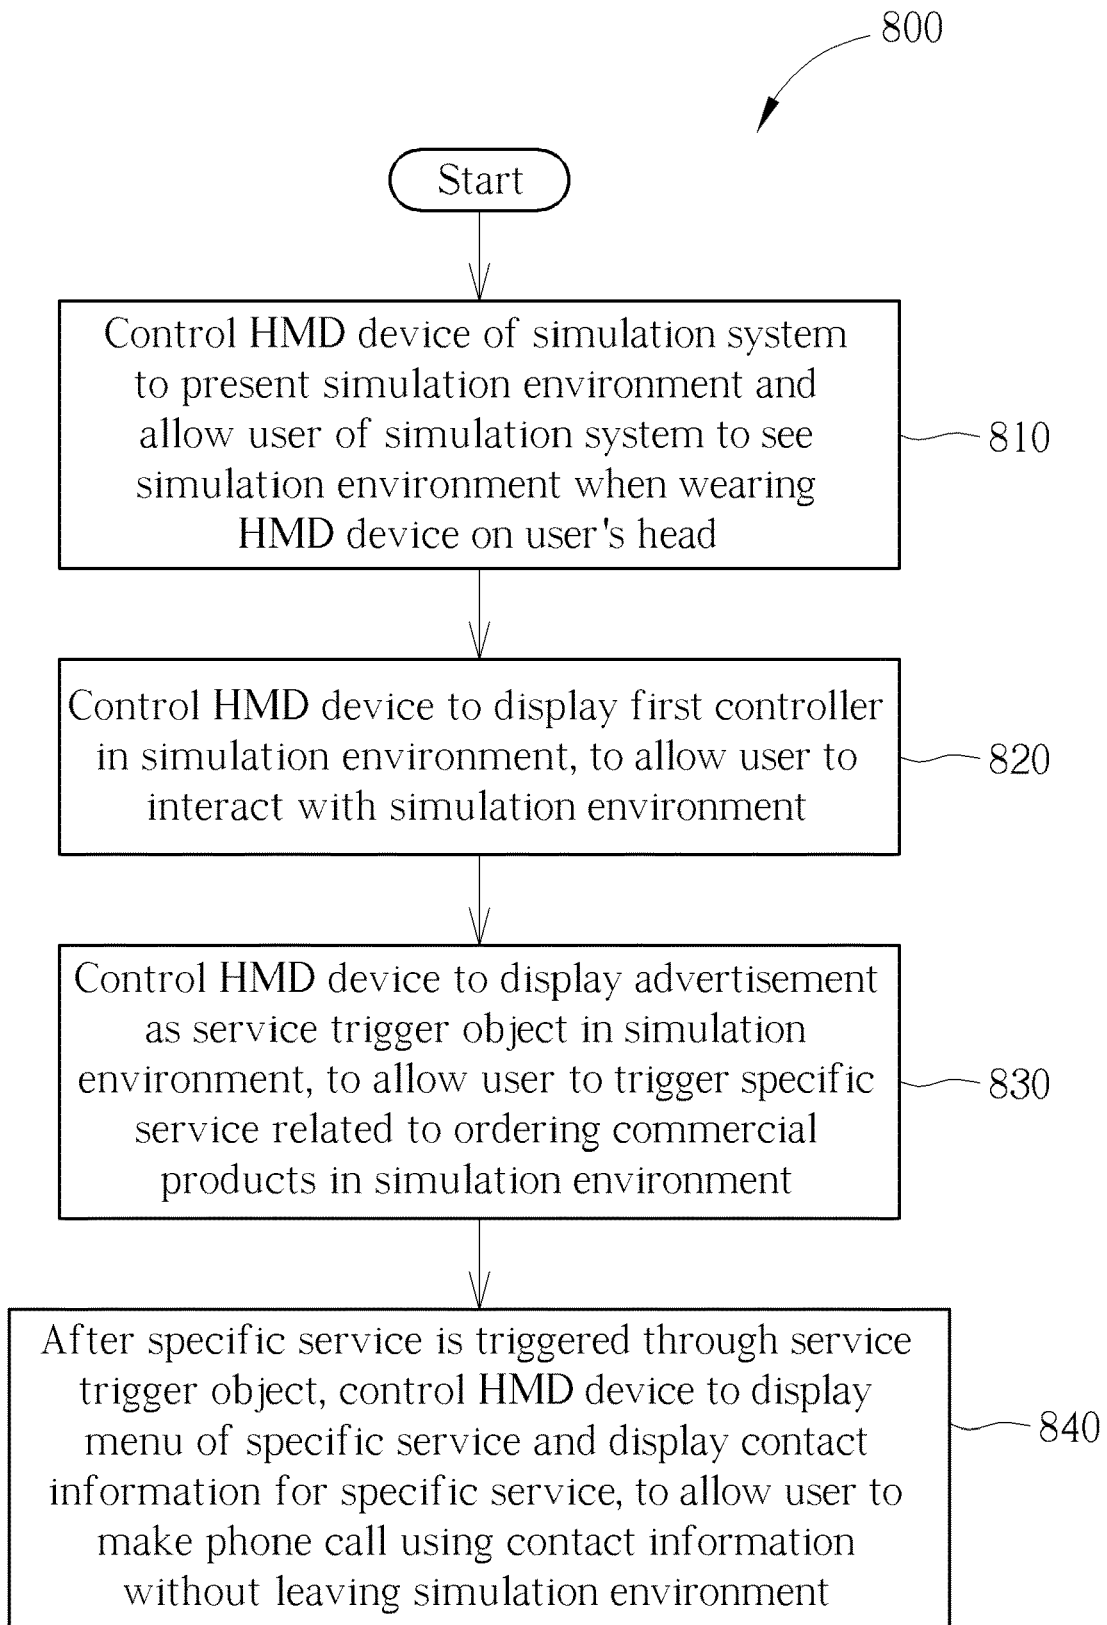 800
Start
Control HMD device of simulation system
to present simulation environment and
allow user of simulation system to see
simulation environment when wearing
HMD device on user's head
810
Control HMD device to display first controller
in simulation environment, to allow user to
interact with simulation environment
820
Control HMD device to display advertisement
as service trigger object in simulation
environment, to allow user to trigger specific
service related to ordering commercial
products in simulation environment
830
After specific service is triggered through service
trigger object, control HMD device to display
menu of specific service and display contact
information for specific service, to allow user to
make phone call using contact information
without leaving simulation environment
840